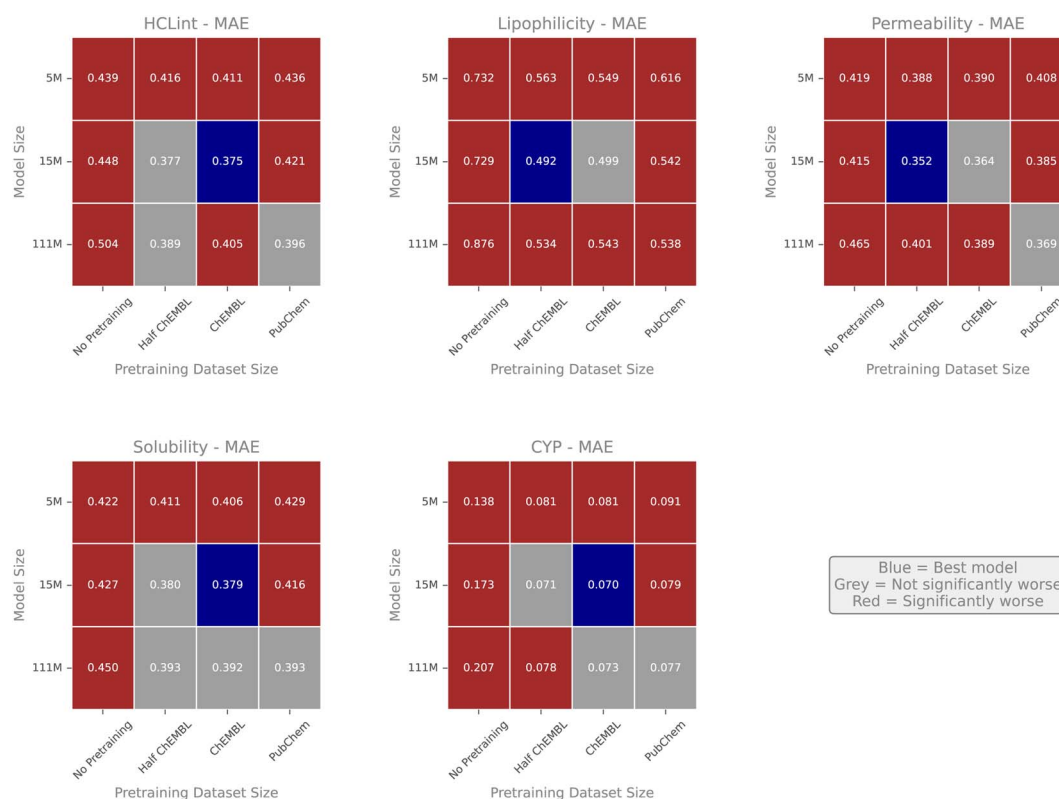 HCLint - MAE
Model Size
5M 0.439 0.416 0.411 0.436
15M 0.448 0.377 0.375 0.421
111M 0.504 0.389 0.405 0.396
No Pretraining Half ChEMBL ChEMBL PubChem
Pretraining Dataset Size
Lipophilicity - MAE
Model Size
5M 0.732 0.563 0.549 0.616
15M 0.729 0.492 0.499 0.542
111M 0.876 0.534 0.543 0.538
No Pretraining Half ChEMBL ChEMBL PubChem
Pretraining Dataset Size
Permeability - MAE
Model Size
5M 0.419 0.388 0.390 0.408
15M 0.415 0.352 0.364 0.385
111M 0.465 0.401 0.389 0.369
No Pretraining Half ChEMBL ChEMBL PubChem
Pretraining Dataset Size
Solubility - MAE
Model Size
5M 0.422 0.411 0.406 0.429
15M 0.427 0.380 0.379 0.416
111M 0.450 0.393 0.392 0.393
No Pretraining Half ChEMBL ChEMBL PubChem
Pretraining Dataset Size
CYP - MAE
Model Size
5M 0.138 0.081 0.081 0.091
15M 0.173 0.071 0.070 0.079
111M 0.207 0.078 0.073 0.077
No Pretraining Half ChEMBL ChEMBL PubChem
Pretraining Dataset Size
Blue = Best model
Grey = Not significantly worse
Red = Significantly worse